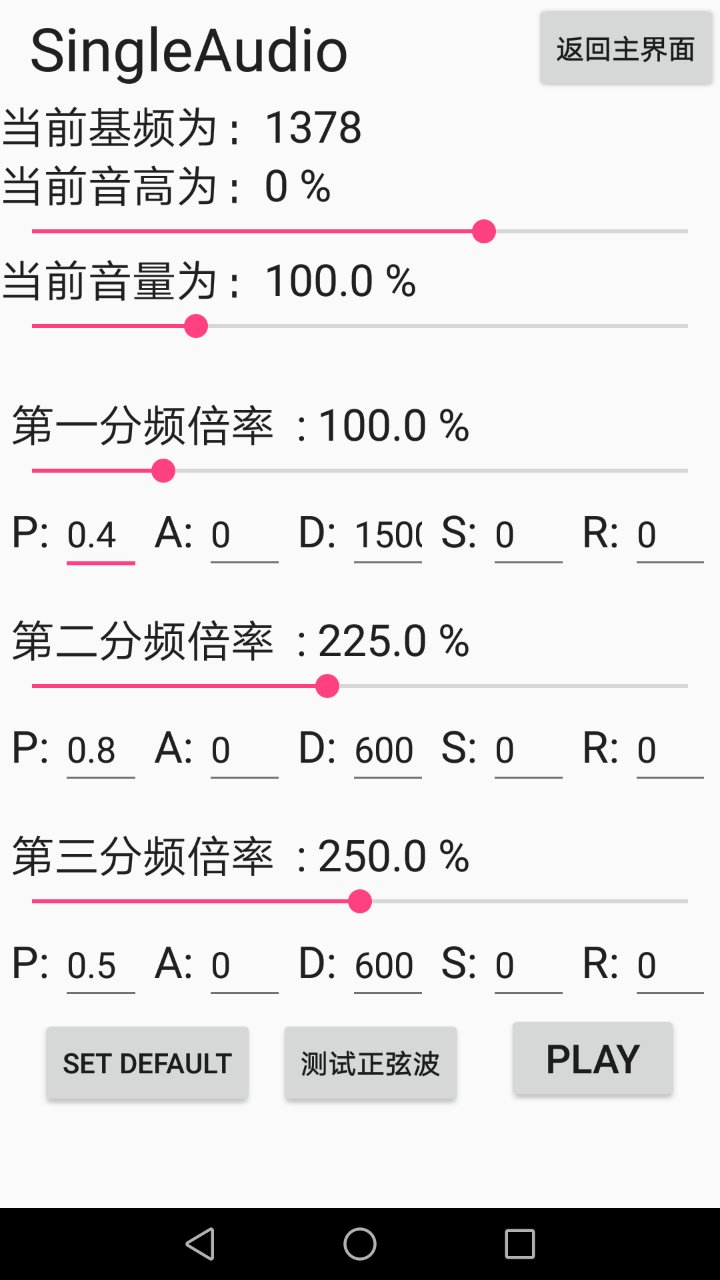 SingleAudio
返回主界面
当前基频为： 1378
当前音高为： 0 %
当前音量为： 100.0 %
第一分频倍率 : 100.0 %
P: 0.4 A: 0 D: 1500 S: 0 R: 0
第二分频倍率 : 225.0 %
P: 0.8 A: 0 D: 600 S: 0 R: 0
第三分频倍率 : 250.0 %
P: 0.5 A: 0 D: 600 S: 0 R: 0
SET DEFAULT 测试正弦波 PLAY